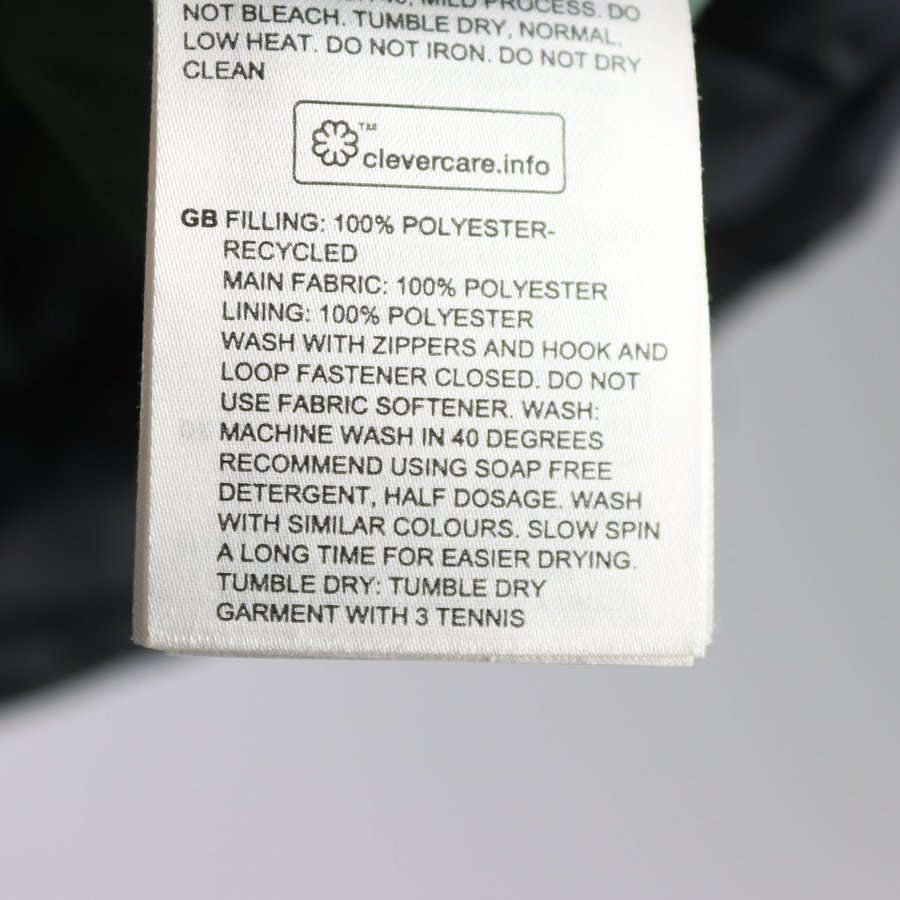 MILD PROCESS. DO
NOT BLEACH. TUMBLE DRY, NORMAL,
LOW HEAT. DO NOT IRON. DO NOT DRY
CLEAN
™
clevercare.info
GB FILLING: 100% POLYESTER-
RECYCLED
MAIN FABRIC: 100% POLYESTER
LINING: 100% POLYESTER
WASH WITH ZIPPERS AND HOOK AND
LOOP FASTENER CLOSED. DO NOT
USE FABRIC SOFTENER. WASH:
MACHINE WASH IN 40 DEGREES
RECOMMEND USING SOAP FREE
DETERGENT, HALF DOSAGE. WASH
WITH SIMILAR COLOURS. SLOW SPIN
A LONG TIME FOR EASIER DRYING.
TUMBLE DRY: TUMBLE DRY
GARMENT WITH 3 TENNIS